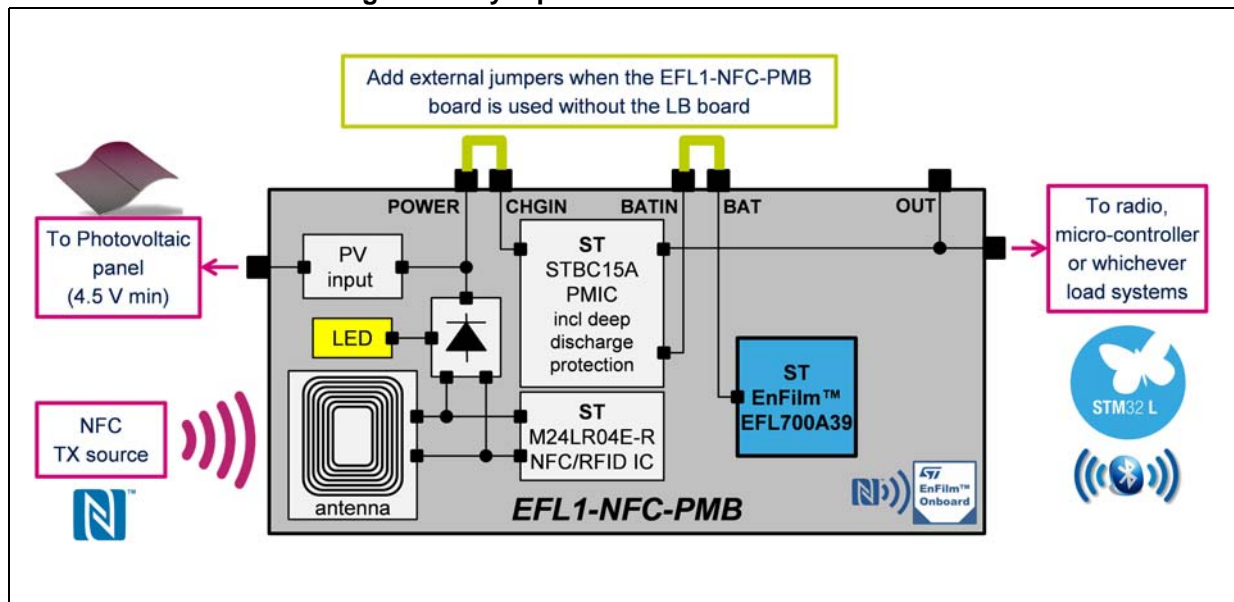 Add external jumpers when the EFL1-NFC-PMB
board is used without the LB board
POWER
CHGIN
BATIN
BAT
OUT
To Photovoltaic
panel
(4.5 V min)
PV
input
ST
STBC15A
PMIC
incl deep
discharge
protection
To radio,
micro-controller
or whichever
load systems
LED
ST
EnFilm™
EFL700A39
STM32 L
NFC
TX source
antenna
ST
M24LR04E-R
NFC/RFID IC
EFL1-NFC-PMB
ST
EnFilm™
Onboard
N™
N